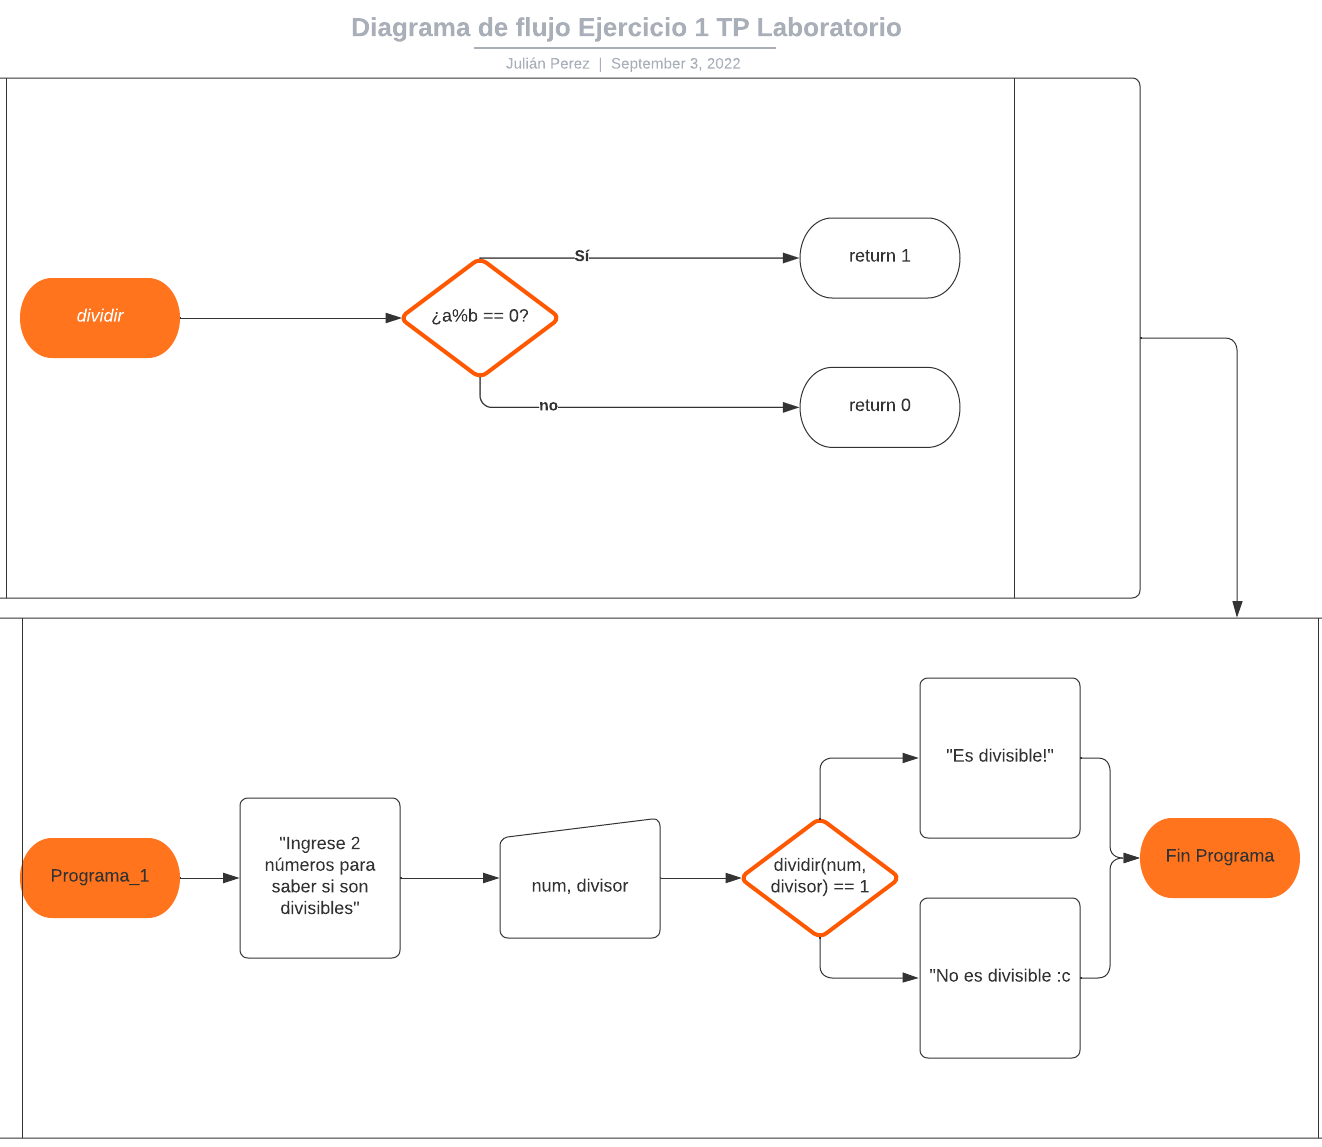 Diagrama de flujo Ejercicio 1 TP Laboratorio
Julián Perez | September 3, 2022
dividir
¿a%b == 0?
Sí
return 1
no
return 0
Programa_1
"Ingrese 2
números para
saber si son
divisibles"
num, divisor
dividir(num,
divisor) == 1
"Es divisible!"
"No es divisible :c
Fin Programa